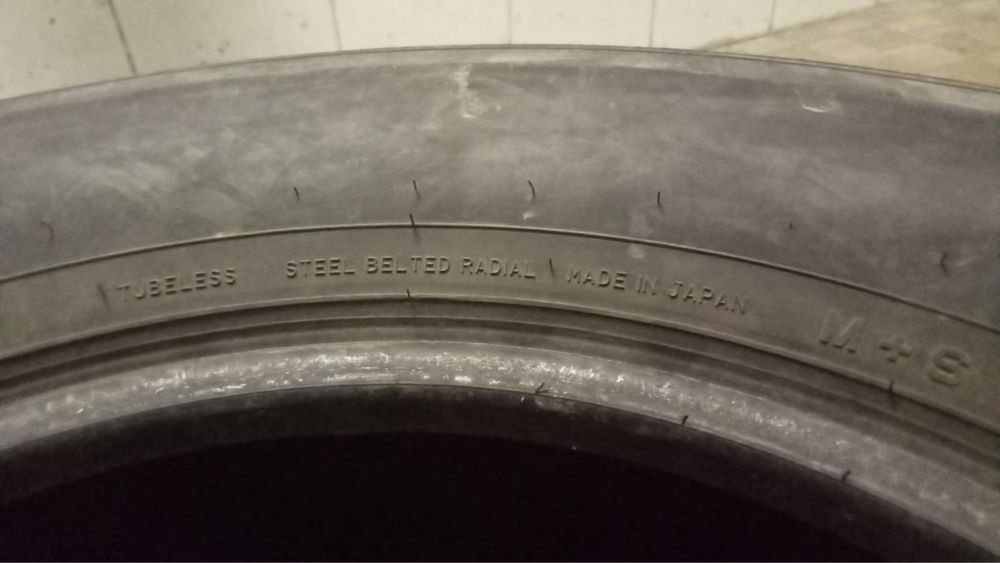 TUBELESS STEEL BELTED RADIAL MADE IN JAPAN M+S